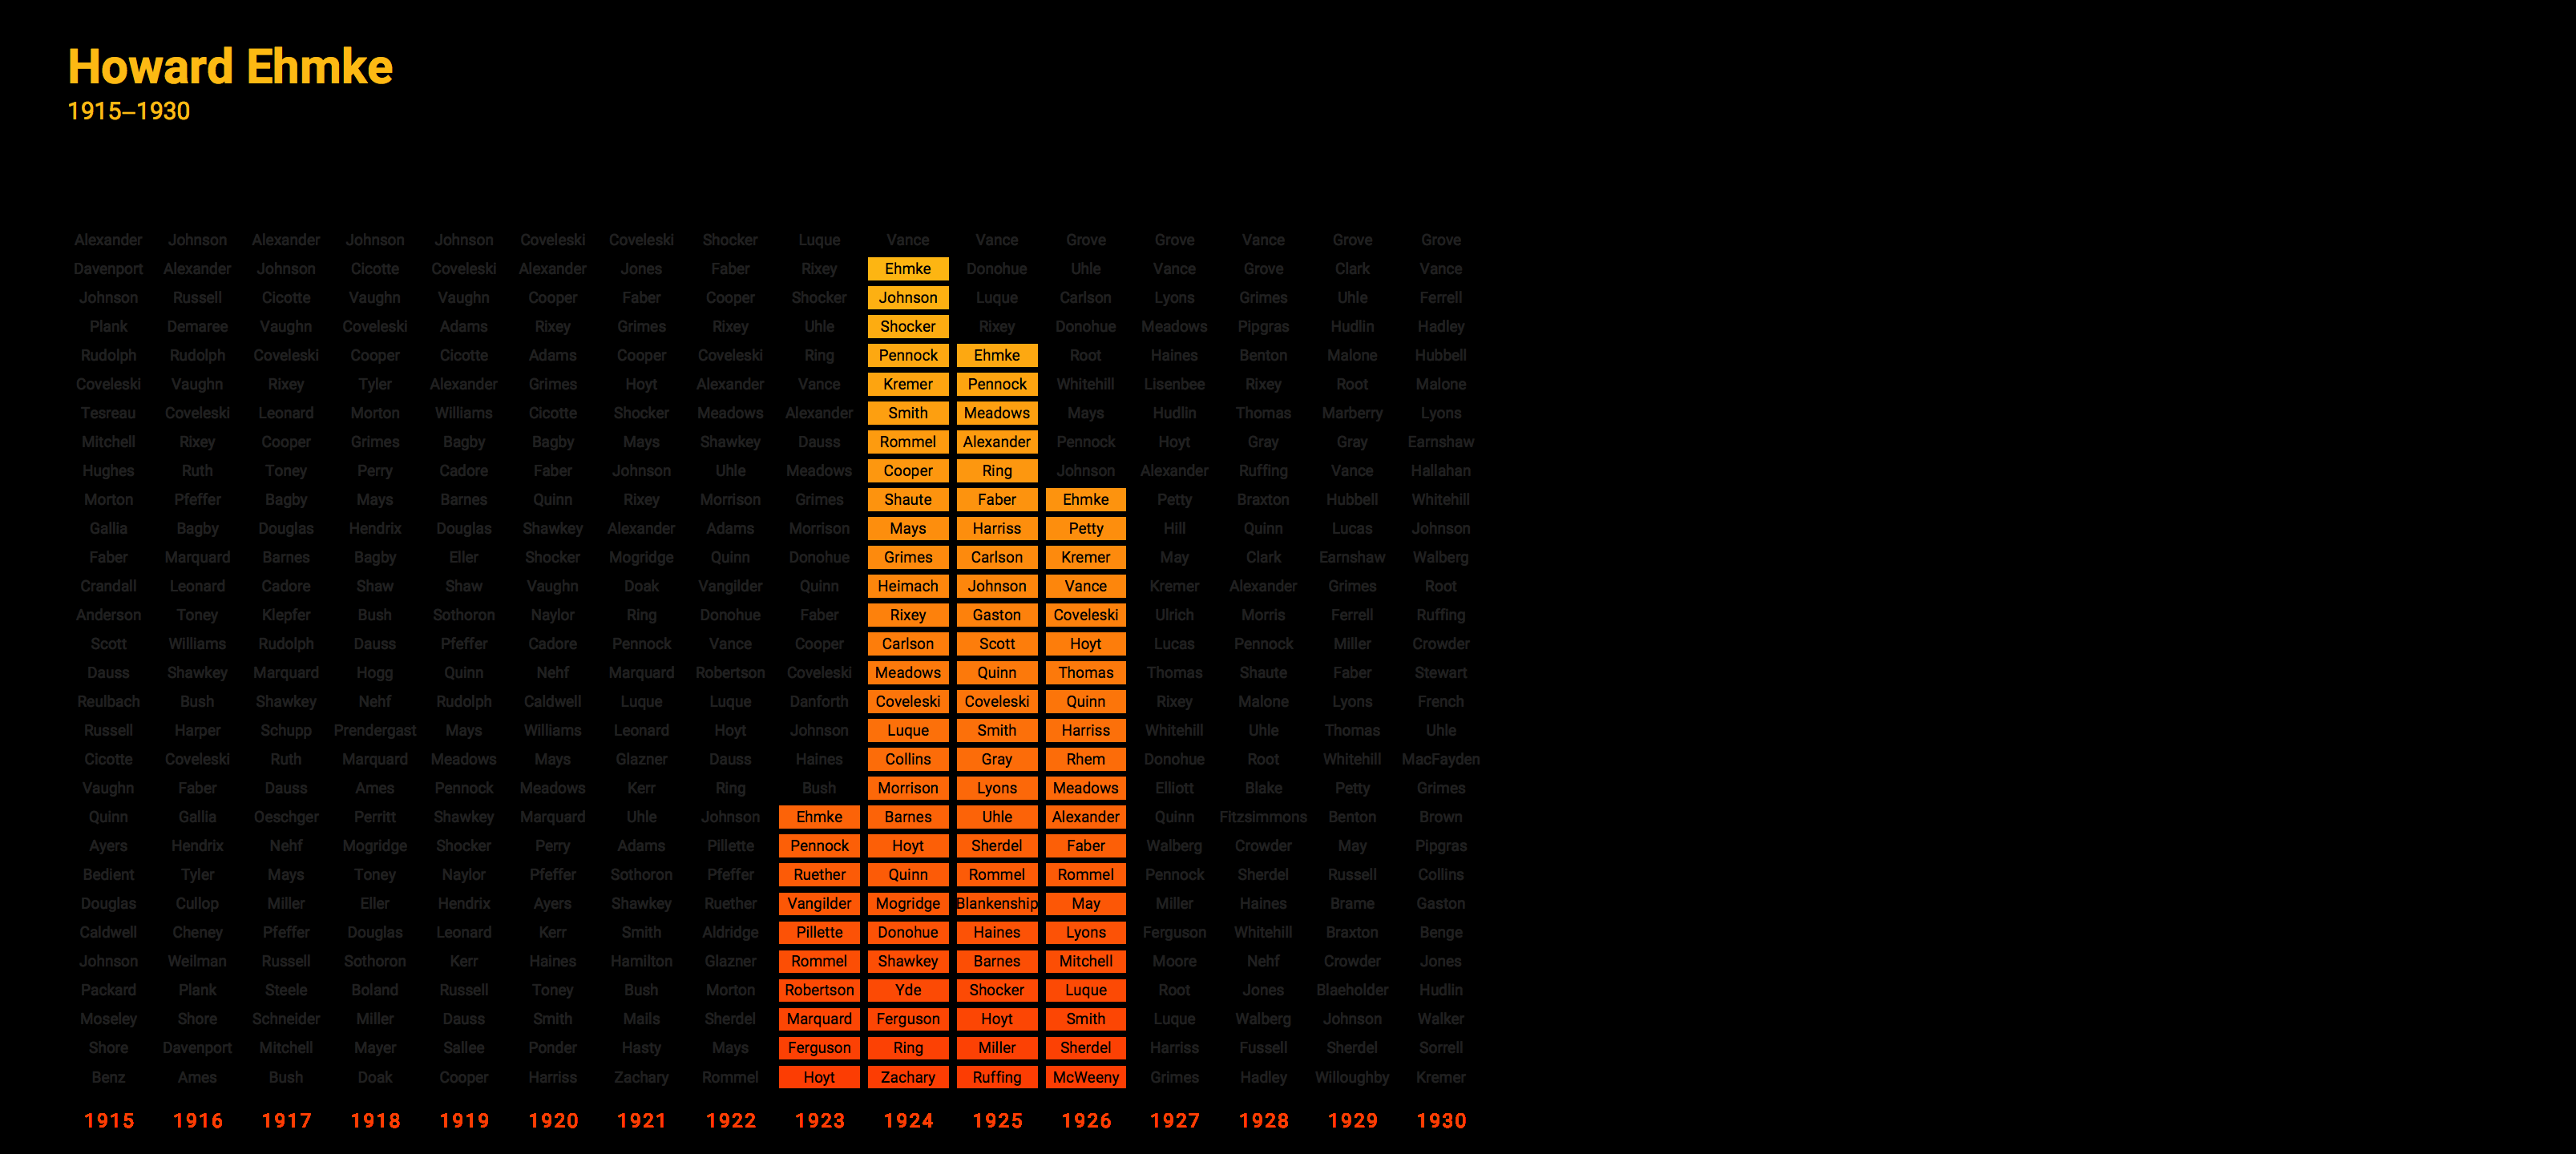 Howard Ehmke
1915–1930
Alexander Johnson Alexander Johnson Johnson Coveleski Coveleski Shocker Luque Vance Vance Grove Grove Vance Grove Grove
Davenport Alexander Johnson Cicotte Coveleski Alexander Jones Faber Rixey Ehmke Donohue Uhle Vance Grove Clark Vance
Johnson Russell Cicotte Vaughn Vaughn Cooper Faber Cooper Shocker Johnson Luque Carlson Lyons Grimes Uhle Ferrell
Plank Demaree Vaughn Coveleski Adams Rixey Grimes Rixey Uhle Shocker Rixey Donohue Meadows Pipgras Hudlin Hadley
Rudolph Rudolph Coveleski Cooper Cicotte Adams Cooper Coveleski Ring Pennock Ehmke Root Haines Benton Malone Hubbell
Coveleski Vaughn Rixey Tyler Alexander Grimes Hoyt Alexander Vance Kremer Pennock Whitehill Lisenbee Rixey Root Malone
Tesreau Coveleski Leonard Morton Williams Cicotte Shocker Meadows Alexander Smith Meadows Mays Hudlin Thomas Marberry Lyons
Mitchell Rixey Cooper Grimes Bagby Bagby Mays Shawkey Dauss Rommel Alexander Pennock Hoyt Gray Gray Earnshaw
Hughes Ruth Toney Perry Cadore Faber Johnson Uhle Meadows Cooper Ring Johnson Alexander Ruffing Vance Hallahan
Morton Pfeffer Bagby Mays Barnes Quinn Rixey Morrison Grimes Shaute Faber Ehmke Petty Braxton Hubbell Whitehill
Gallia Bagby Douglas Hendrix Douglas Shawkey Alexander Adams Morrison Mays Harriss Petty Hill Quinn Lucas Johnson
Faber Marquard Barnes Bagby Eller Shocker Mogridge Quinn Donohue Grimes Carlson Kremer May Clark Earnshaw Walberg
Crandall Leonard Cadore Shaw Shaw Vaughn Doak Vangilder Quinn Heimach Johnson Vance Kremer Alexander Grimes Root
Anderson Toney Klepfer Bush Sothoron Naylor Ring Donohue Faber Rixey Gaston Coveleski Ulrich Morris Ferrell Ruffing
Scott Williams Rudolph Dauss Pfeffer Cadore Pennock Vance Cooper Carlson Scott Hoyt Lucas Pennock Miller Crowder
Dauss Shawkey Marquard Hogg Quinn Nehf Marquard Robertson Coveleski Meadows Quinn Thomas Thomas Shaute Faber Stewart
Reulbach Bush Shawkey Nehf Rudolph Caldwell Luque Luque Danforth Coveleski Coveleski Quinn Rixey Malone Lyons French
Russell Harper Schupp Prendergast Mays Williams Leonard Hoyt Johnson Luque Smith Harriss Whitehill Uhle Thomas Uhle
Cicotte Coveleski Ruth Marquard Meadows Mays Glazner Dauss Haines Collins Gray Rhem Donohue Root Whitehill MacFayden
Vaughn Faber Dauss Ames Pennock Meadows Kerr Ring Bush Morrison Lyons Meadows Elliott Blake Petty Grimes
Quinn Gallia Oeschger Perritt Shawkey Marquard Uhle Johnson Ehmke Barnes Uhle Alexander Quinn Fitzsimmons Benton Brown
Ayers Hendrix Nehf Mogridge Shocker Perry Adams Pillette Pennock Hoyt Sherdel Faber Walberg Crowder May Pipgras
Bedient Tyler Mays Toney Naylor Pfeffer Sothoron Pfeffer Ruether Quinn Rommel Rommel Pennock Sherdel Russell Collins
Douglas Cullop Miller Eller Hendrix Ayers Shawkey Ruether Vangilder Mogridge Blankenship May Miller Haines Brame Gaston
Caldwell Cheney Pfeffer Douglas Leonard Kerr Smith Aldridge Pillette Donohue Haines Lyons Ferguson Whitehill Braxton Benge
Johnson Weilman Russell Sothoron Kerr Haines Hamilton Glazner Rommel Shawkey Barnes Mitchell Moore Nehf Crowder Jones
Packard Plank Steele Boland Russell Toney Bush Morton Robertson Yde Shocker Luque Root Jones Blaeholder Hudlin
Moseley Shore Schneider Miller Dauss Smith Mails Sherdel Marquard Ferguson Hoyt Smith Luque Walberg Johnson Walker
Shore Davenport Mitchell Mayer Sallee Ponder Hasty Mays Ferguson Ring Miller Sherdel Harriss Fussell Sherdel Sorrell
Benz Ames Bush Doak Cooper Harriss Zachary Rommel Hoyt Zachary Ruffing McWeeny Grimes Hadley Willoughby Kremer
1915 1916 1917 1918 1919 1920 1921 1922 1923 1924 1925 1926 1927 1928 1929 1930